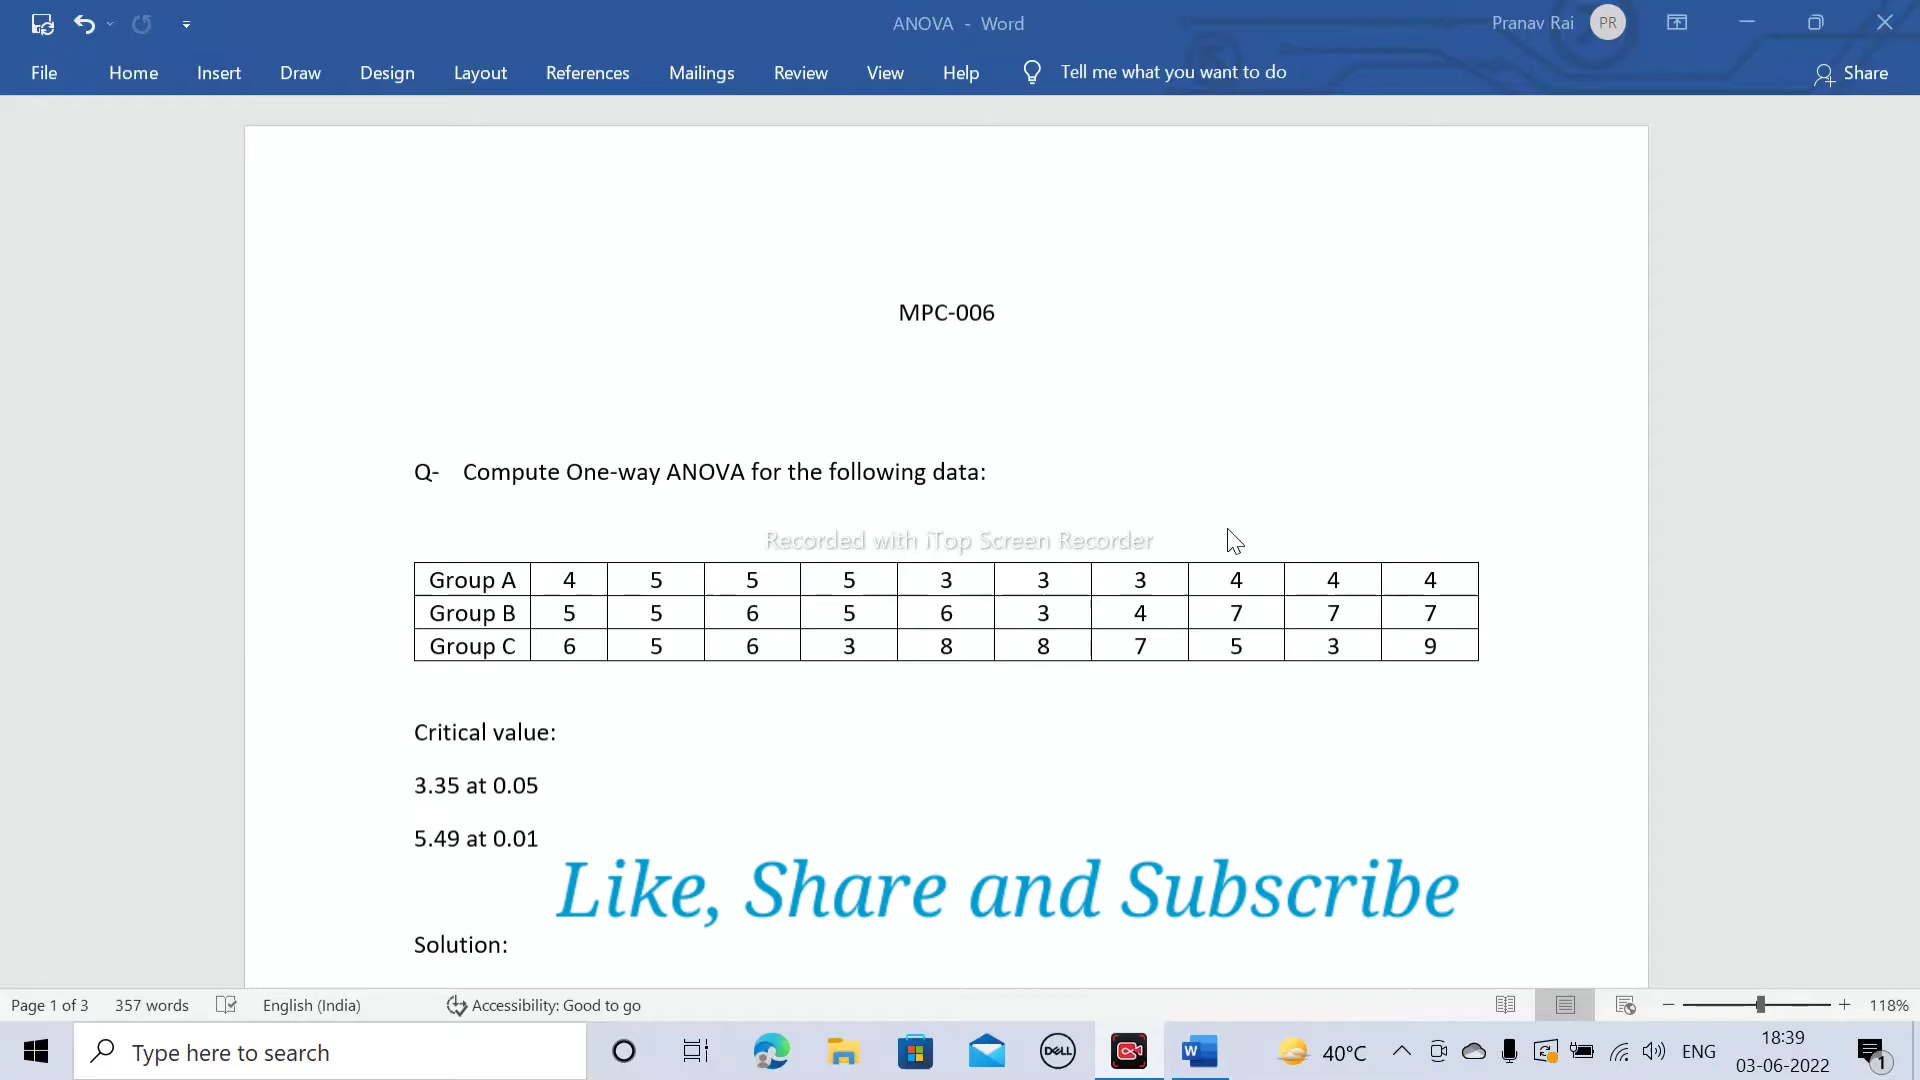 ANOVA - Word
Pranav Rai PR
File Home Insert Draw Design Layout References Mailings Review View Help Tell me what you want to do Share
MPC-006
Q- Compute One-way ANOVA for the following data:
Recorded with iTop Screen Recorder
Group A 4 5 5 5 3 3 3 4 4 4
Group B 5 5 6 5 6 3 4 7 7 7
Group C 6 5 6 3 8 8 7 5 3 9
Critical value:
3.35 at 0.05
5.49 at 0.01
Like, Share and Subscribe
Solution:
Page 1 of 3 357 words English (India) Accessibility: Good to go 118%
Type here to search DELL W 40°C ENG 18:39
03-06-2022 1